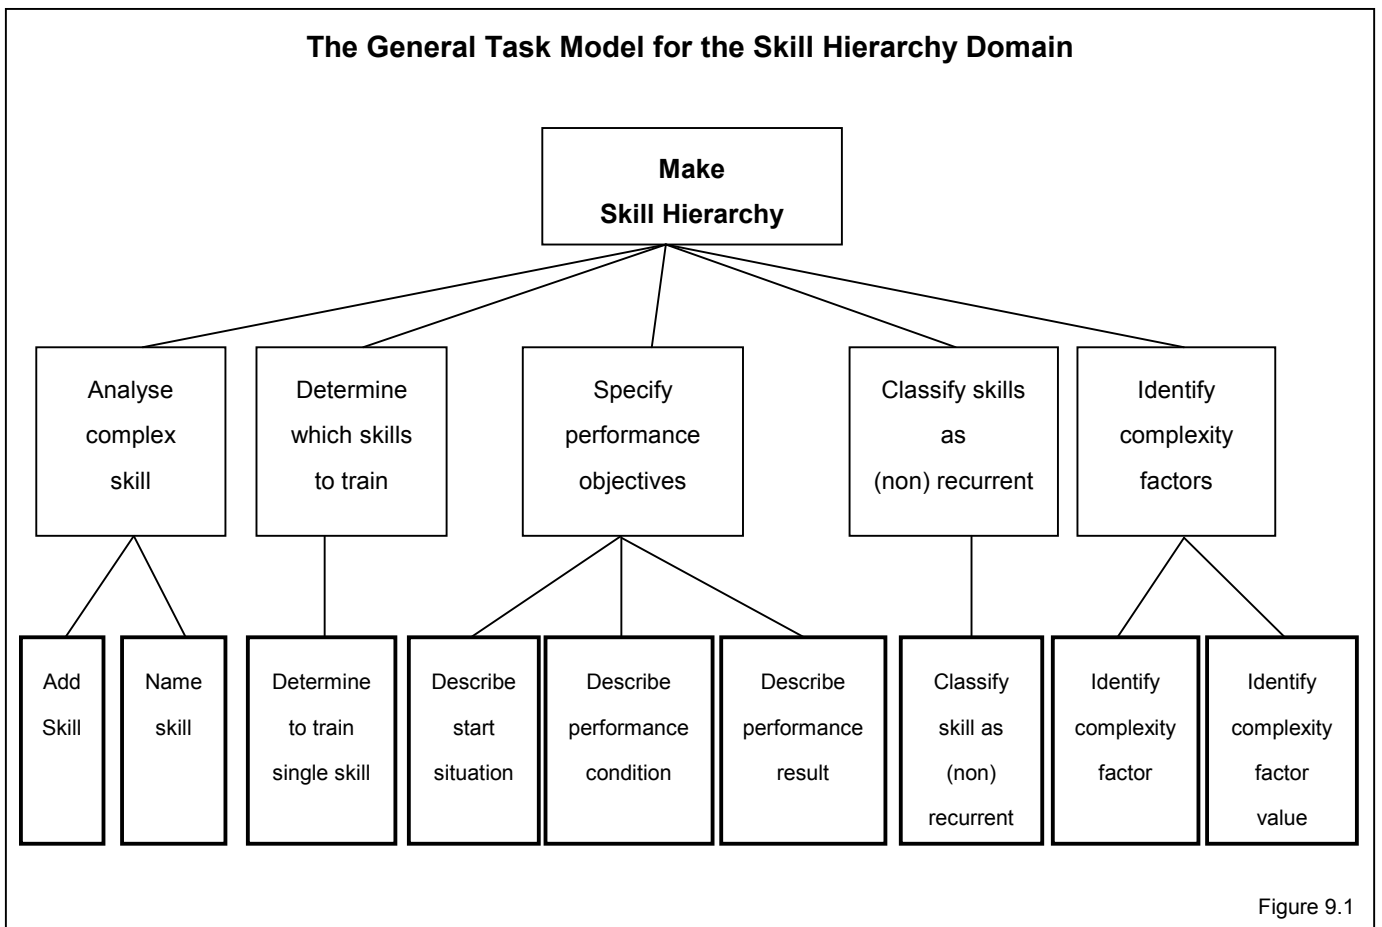 The General Task Model for the Skill Hierarchy Domain
Make
Skill Hierarchy
Analyse
complex
skill
Determine
which skills
to train
Specify
performance
objectives
Classify skills
as
(non) recurrent
Identify
complexity
factors
Add
Skill
Name
skill
Determine
to train
single skill
Describe
start
situation
Describe
performance
condition
Describe
performance
result
Classify
skill as
(non)
recurrent
Identify
complexity
factor
Identify
complexity
factor
value
Figure 9.1